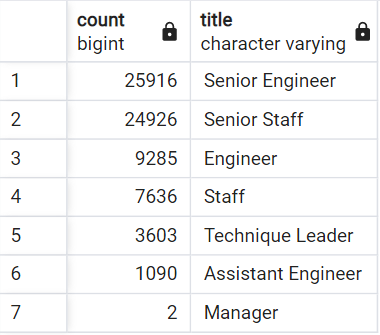 count title
bigint character varying
1 25916 Senior Engineer
2 24926 Senior Staff
3 9285 Engineer
4 7636 Staff
5 3603 Technique Leader
6 1090 Assistant Engineer
7 2 Manager